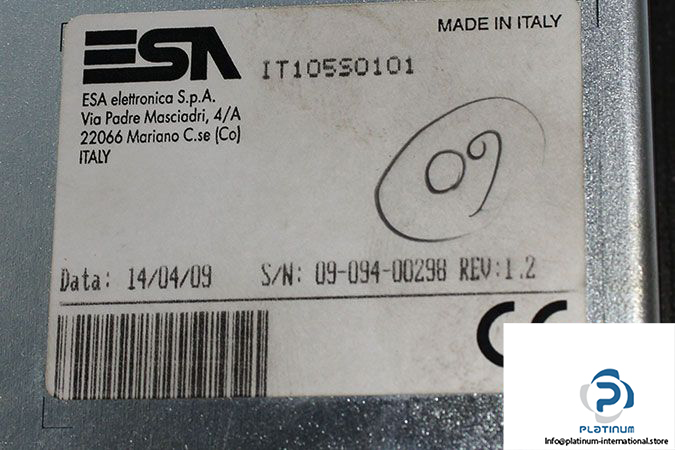 ESA
MADE IN ITALY
IT105S0101
ESA elettronica S.p.A.
Via Padre Masciadri, 4/A
22066 Mariano C.se (Co)
ITALY
09
Data: 14/04/09 S/N: 09-094-00298 REV:1.2
CE
P
PLATINUM
Info@platinum-international.store